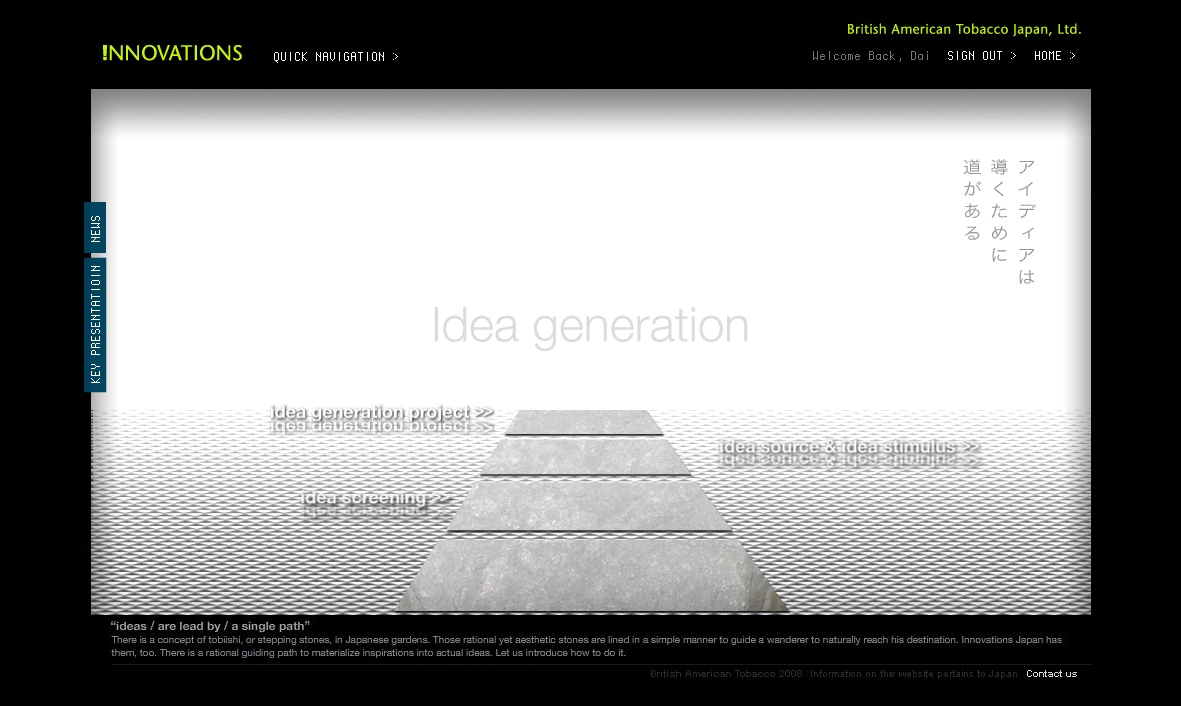 British American Tobacco Japan, Ltd.
!NNOVATIONS
QUICK NAVIGATION >
Welcome Back, Dai
SIGN OUT >
HOME >
アイディアは
導くために
道がある
NEWS
KEY PRESENTATIOIN
Idea generation
idea generation project >>
idea source & idea stimulus >>
idea screening >>
“ideas / are lead by / a single path”
There is a concept of tobiishi, or stepping stones, in Japanese gardens. Those rational yet aesthetic stones are lined in a simple manner to guide a wanderer to naturally reach his destination. Innovations Japan has
them, too. There is a rational guiding path to materialize inspirations into actual ideas. Let us introduce how to do it.
British American Tobacco 2008 : Information on this website pertains to Japan
Contact us